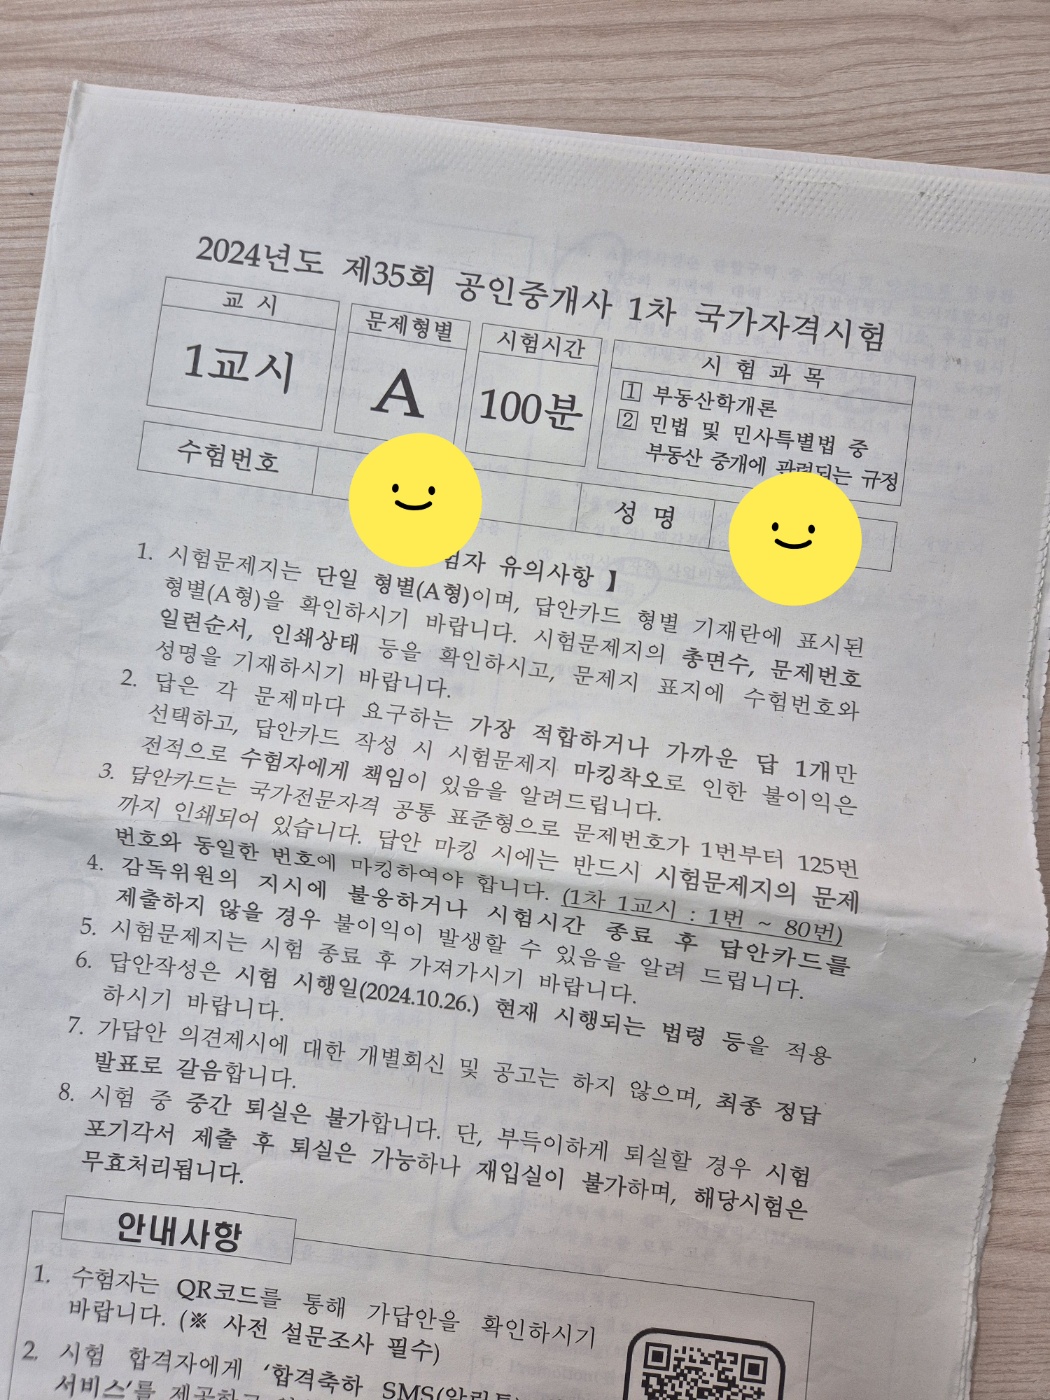 2024년도 제35회 공인중개사 1차 국가자격시험
교 시
1교시
문제형별
A
시험시간
100분
시 험 과 목
1 부동산학개론
2 민법 및 민사특별법 중
부동산 중개에 관련되는 규정
수험번호
성 명
험자 유의사항 】
1. 시험문제지는 단일 형별(A형)이며, 답안카드 형별 기재란에 표시된
형별(A형)을 확인하시기 바랍니다. 시험문제지의 총면수, 문제번호
일련순서, 인쇄상태 등을 확인하시고, 문제지 표지에 수험번호와
성명을 기재하시기 바랍니다.
2. 답은 각 문제마다 요구하는 가장 적합하거나 가까운 답 1개만
선택하고, 답안카드 작성 시 시험문제지 마킹착오로 인한 불이익은
전적으로 수험자에게 책임이 있음을 알려드립니다.
3. 답안카드는 국가전문자격 공통 표준형으로 문제번호가 1번부터 125번
까지 인쇄되어 있습니다. 답안 마킹 시에는 반드시 시험문제지의 문제
번호와 동일한 번호에 마킹하여야 합니다. (1차 1교시 : 1번 ~ 80번)
4. 감독위원의 지시에 불응하거나 시험시간 종료 후 답안카드를
제출하지 않을 경우 불이익이 발생할 수 있음을 알려 드립니다.
5. 시험문제지는 시험 종료 후 가져가시기 바랍니다.
6. 답안작성은 시험 시행일(2024.10.26.) 현재 시행되는 법령 등을 적용
하시기 바랍니다.
7. 가답안 의견제시에 대한 개별회신 및 공고는 하지 않으며, 최종 정답
발표로 갈음합니다.
8. 시험 중 중간 퇴실은 불가합니다. 단, 부득이하게 퇴실할 경우 시험
포기각서 제출 후 퇴실은 가능하나 재입실이 불가하며, 해당시험은
무효처리됩니다.
안내사항
1. 수험자는 QR코드를 통해 가답안을 확인하시기
바랍니다. (※ 사전 설문조사 필수)
2. 시험 합격자에게 '합격축하 SMS(알림톡)
서비스'를 제공하고